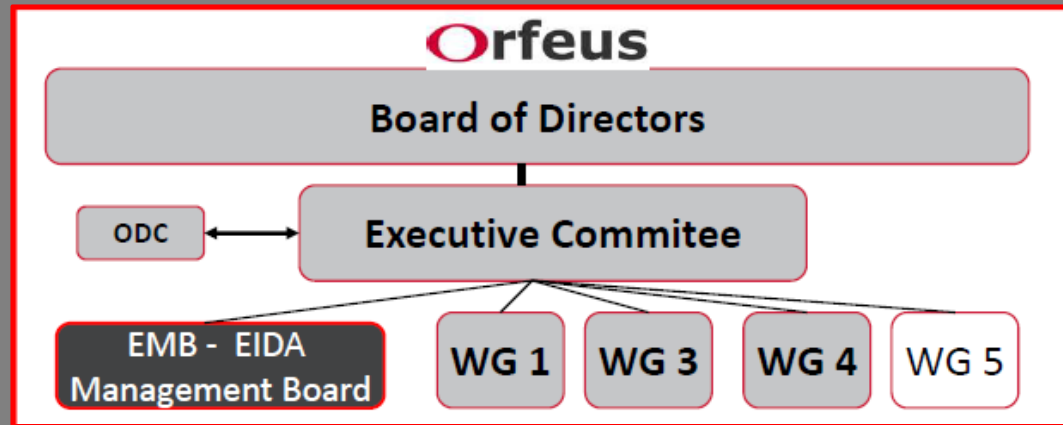 Orfeus
Board of Directors
ODC
Executive Commitee
EMB - EIDA
Management Board
WG 1
WG 3
WG 4
WG 5